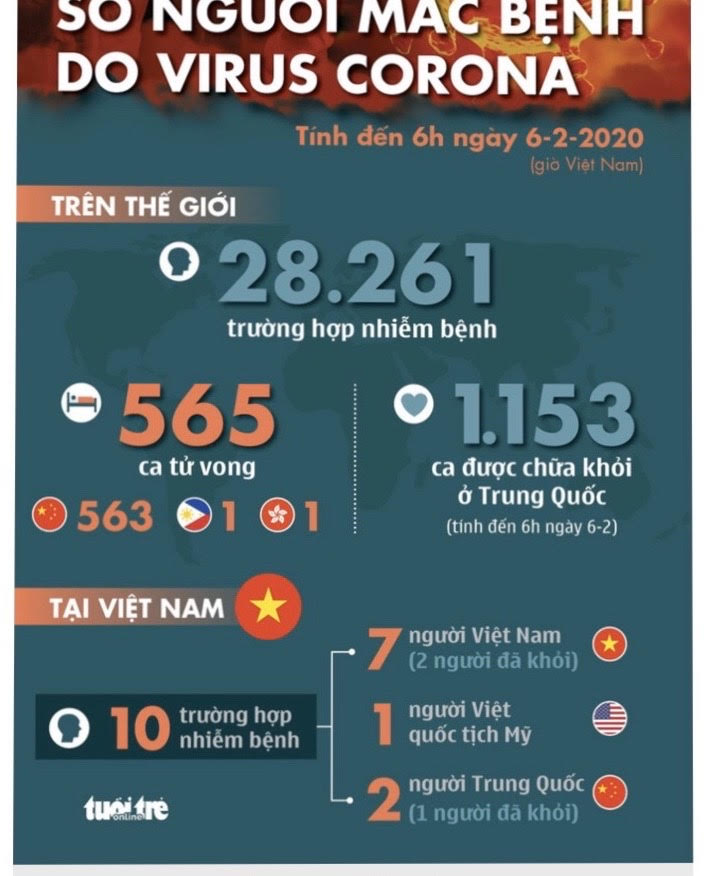 SỐ NGƯỜI MẮC BỆNH
DO VIRUS CORONA
Tính đến 6h ngày 6-2-2020
(giờ Việt Nam)
TRÊN THẾ GIỚI
28.261
trường hợp nhiễm bệnh
565
ca tử vong
563 1 1
1.153
ca được chữa khỏi
ở Trung Quốc
(tính đến 6h ngày 6-2)
TẠI VIỆT NAM
10 trường hợp
nhiễm bệnh
7 người Việt Nam
(2 người đã khỏi)
1 người Việt
quốc tịch Mỹ
2 người Trung Quốc
(1 người đã khỏi)
tuổi trẻ
online